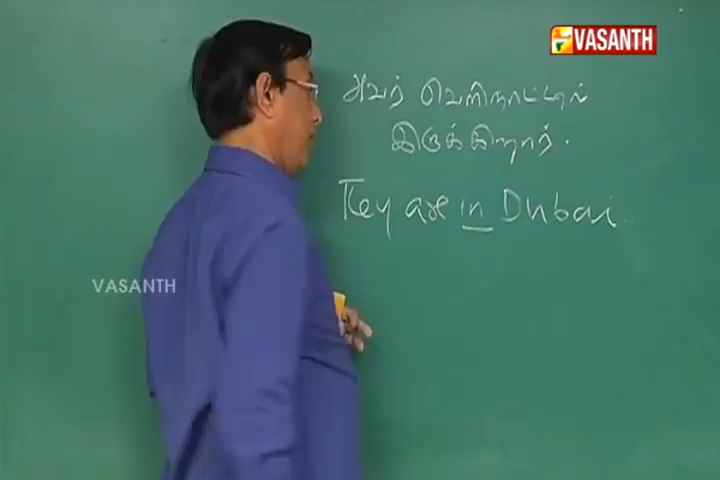 VASANTH
அவர் வெளிநாட்டில்
இருக்கிறார்.
They are in Dubai.
VASANTH